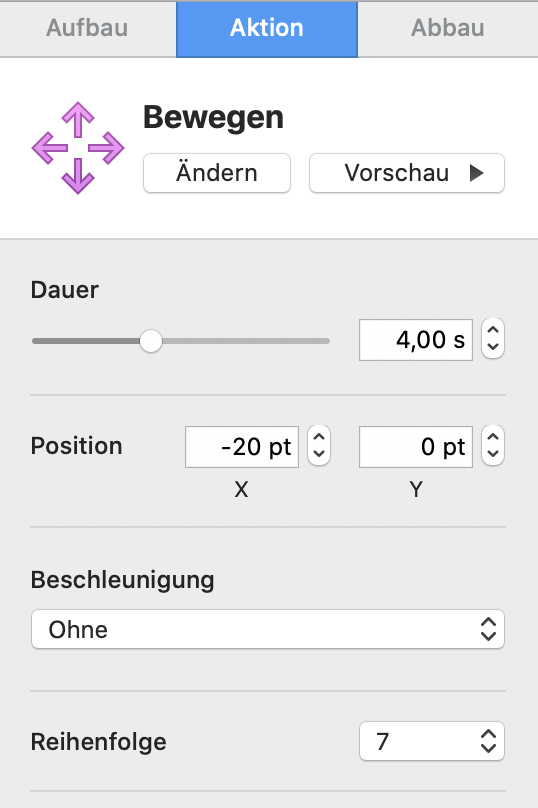 Aufbau Aktion Abbau
Bewegen
Ändern Vorschau
Dauer
4,00 s
Position -20 pt 0 pt
X Y
Beschleunigung
Ohne
Reihenfolge 7